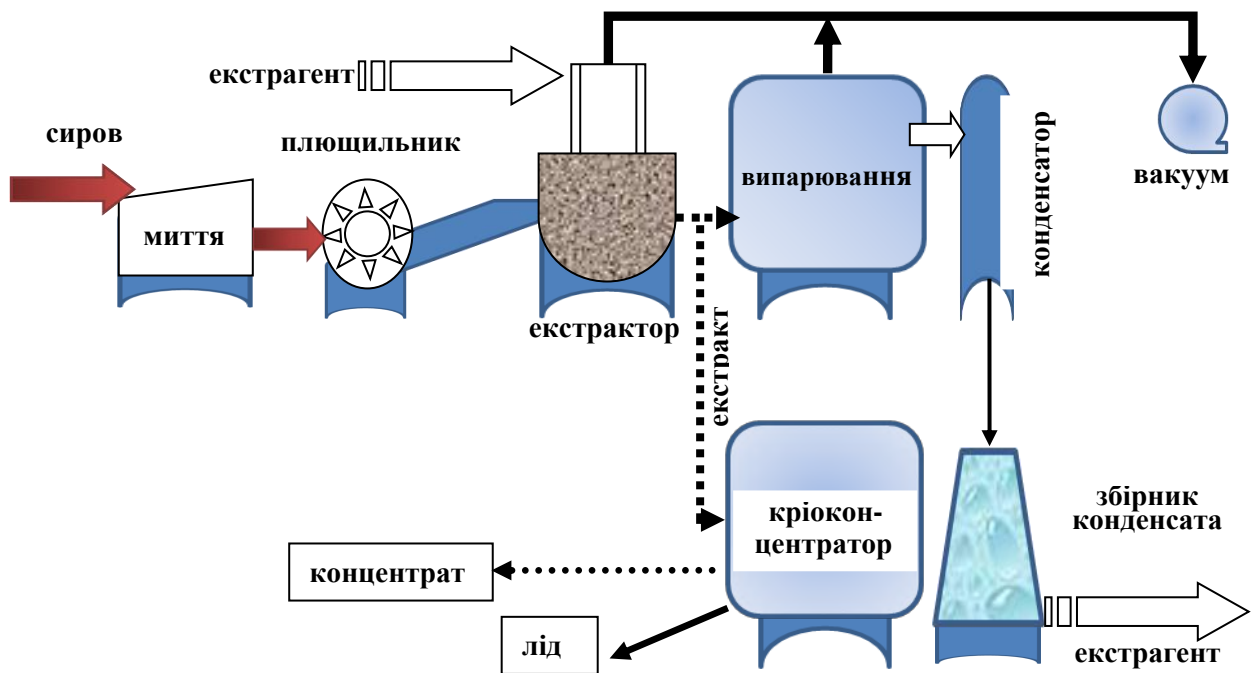 екстрагент
сиров
плющильник
миття
екстрактор
випарювання
конденсатор
вакуум
екстракт
кріокон-
центратор
збірник
конденсата
концентрат
лід
екстрагент